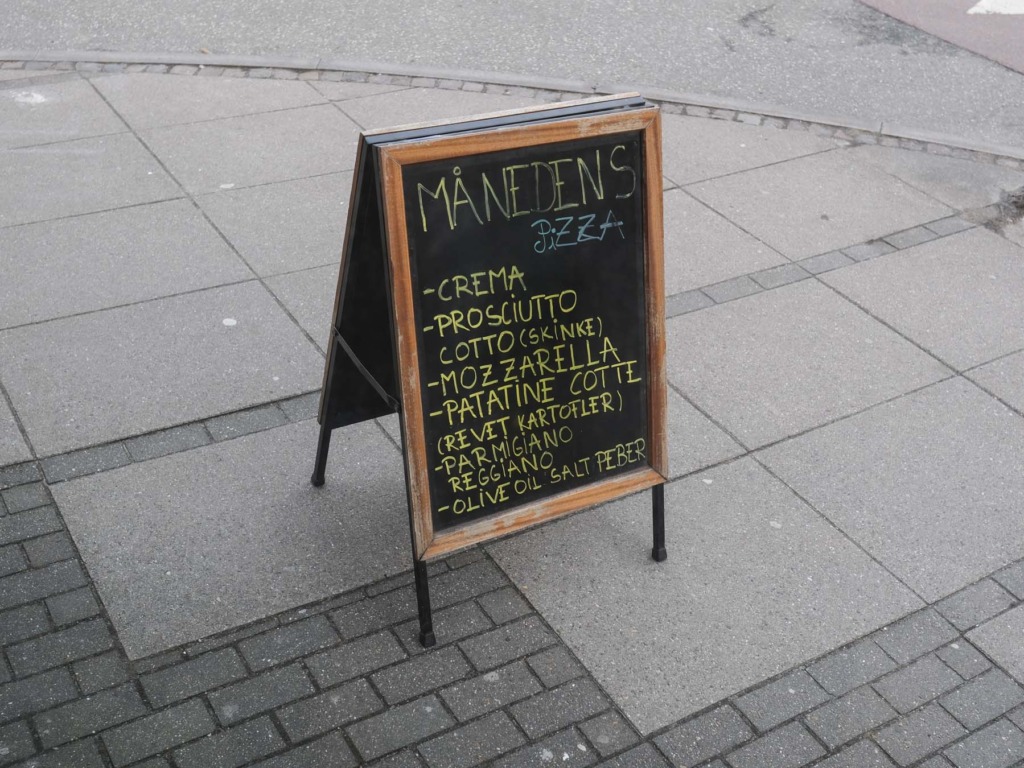 MÅNEDENS
PiZZA
-CREMA
-PROSCiUTTO
COTTO (SKINKE)
-MOZZARELLA
-PATATINE COTTE
(REVET KARTOFLER)
-PARMIGIANO
REGGIANO
-OLIVE OIL SALT PEBER